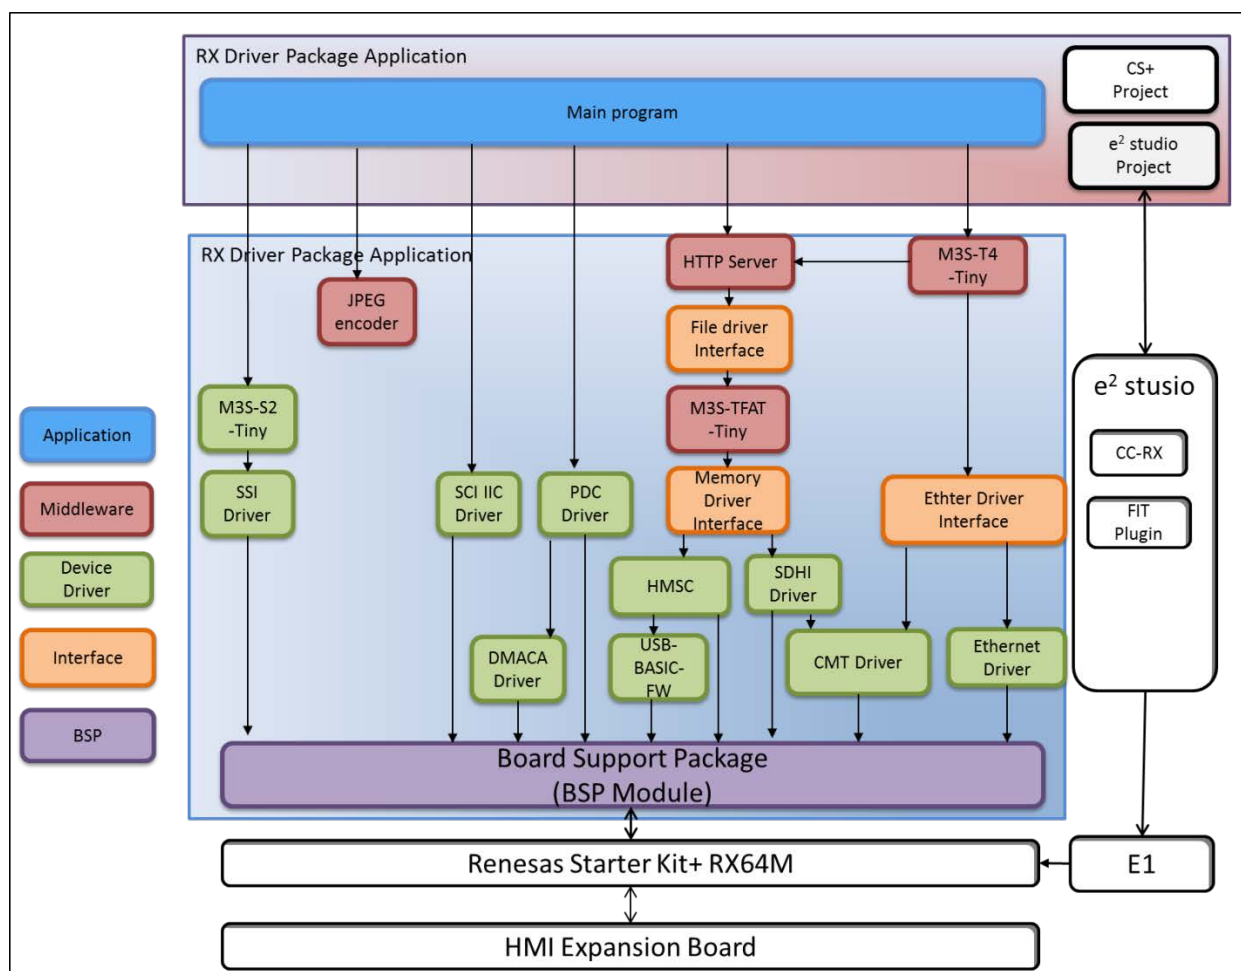 RX Driver Package Application
Main program
CS+
Project
e² studio
Project
RX Driver Package Application
HTTP Server
M3S-T4
-Tiny
JPEG
encoder
File driver
Interface
e² stusio
M3S-S2
-Tiny
M3S-TFAT
-Tiny
Application
CC-RX
SSI
Driver
SCI IIC
Driver
PDC
Driver
Memory
Driver
Interface
Ethter Driver
Interface
Middleware
FIT
Plugin
Device
Driver
HMSC
SDHI
Driver
Interface
DMACA
Driver
USB-
BASIC-
FW
CMT Driver
Ethernet
Driver
BSP
Board Support Package
(BSP Module)
Renesas Starter Kit+ RX64M
E1
HMI Expansion Board